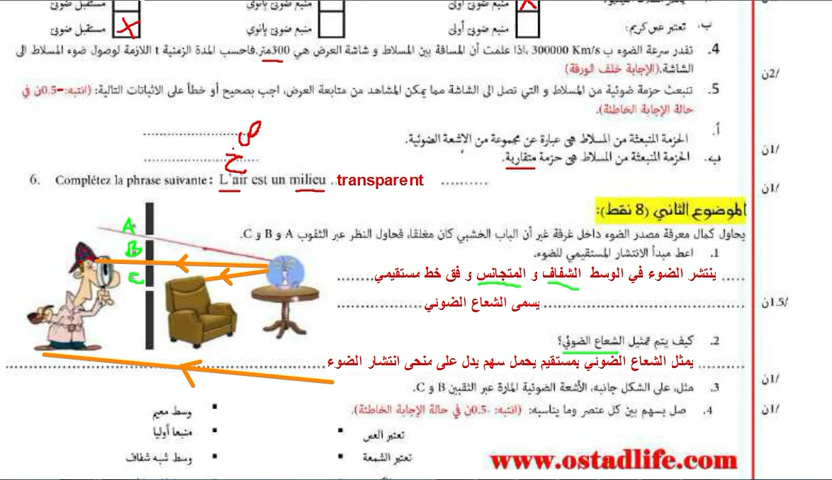 منبع ضوئي أولي
منبع ضوئي ثانوي
مستقبل ضوئي
ب. تعتبر عن كريم: منبع ضوئي أولي منبع ضوئي ثانوي مستقبل ضوئي
4. تقدر سرعة الضوء ب 300000 Km/s ،اذا علمت أن المسافة بين المسلاط و شاشة العرض هي 300متر.فاحسب المدة الزمنية t اللازمة لوصول ضوء المسلاط الى
الشاشة.(الإجابة خلف الورقة)
/2ن
5. تنبعث حزمة ضوئية من المسلاط و التي تصل الى الشاشة مما يمكن المشاهد من متابعة العرض، اجب بصحيح أو خطأ على الاثباتات التالية: (انتبه:-0.5ن في
حالة الإجابة الخاطئة).
أ. الحزمة المنبعثة من المسلاط هي عبارة عن مجموعة من الاشعة الضوئية. ص
/1ن
ب. الحزمة المنبعثة من المسلاط هي حزمة متقاربة. خ
6. Complétez la phrase suivante: L'air est un milieu ..transparent ..........
/1ن
الموضوع الثاني (8 نقط):
يحاول كمال معرفة مصدر الضوء داخل غرفة غير أن الباب الخشبي كان مغلقا، فحاول النظر عبر الثقوب A و B و C.
1. اعط مبدأ الانتشار المستقيمي للضوء.
ينتشر الضوء في الوسط الشفاف و المتجانس و فق خط مستقيمي
يسمى الشعاع الضوئي
/1.5ن
2. كيف يتم تمثيل الشعاع الضوئي؟
يمثل الشعاع الضوئي بمستقيم يحمل سهم يدل على منحى انتشار الضوء
/1ن
3. مثل، على الشكل جانبه، الأشعة الضوئية المارة عبر الثقبين B و C.
4. صل بسهم بين كل عنصر وما يناسبه: (انتبه: -0.5ن في حالة الإجابة الخاطئة).
/1ن
وسط معيم
تعتبر العين
منبعا أوليا
تعتبر الشمعة
وسط شبه شفاف
A
B
C
www.ostadlife.com